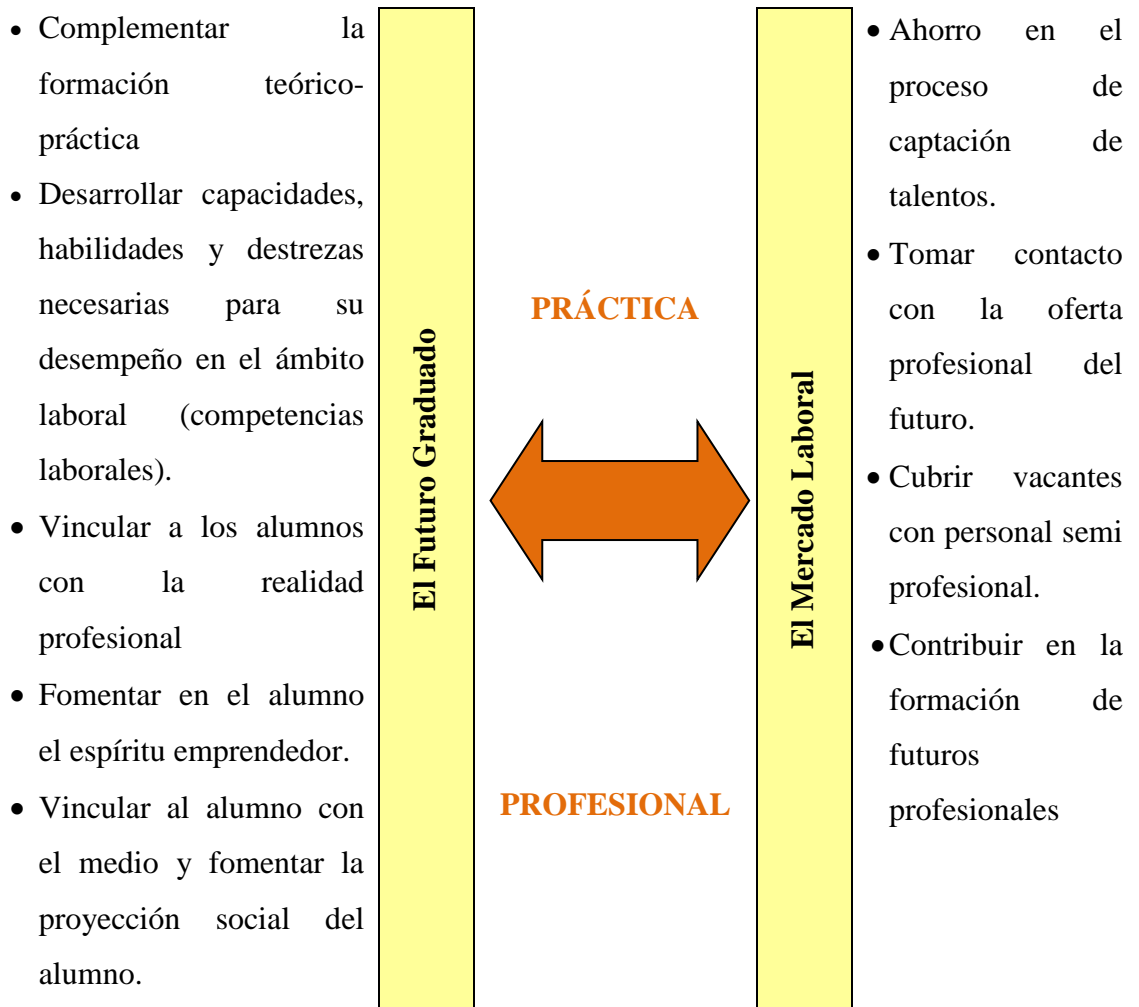 • Complementar la
formación teórico-
práctica
• Desarrollar capacidades,
habilidades y destrezas
necesarias para su
desempeño en el ámbito
laboral (competencias
laborales).
• Vincular a los alumnos
con la realidad
profesional
• Fomentar en el alumno
el espíritu emprendedor.
• Vincular al alumno con
el medio y fomentar la
proyección social del
alumno.
El Futuro Graduado
PRÁCTICA
PROFESIONAL
El Mercado Laboral
• Ahorro en el
proceso de
captación de
talentos.
• Tomar contacto
con la oferta
profesional del
futuro.
• Cubrir vacantes
con personal semi
profesional.
• Contribuir en la
formación de
futuros
profesionales